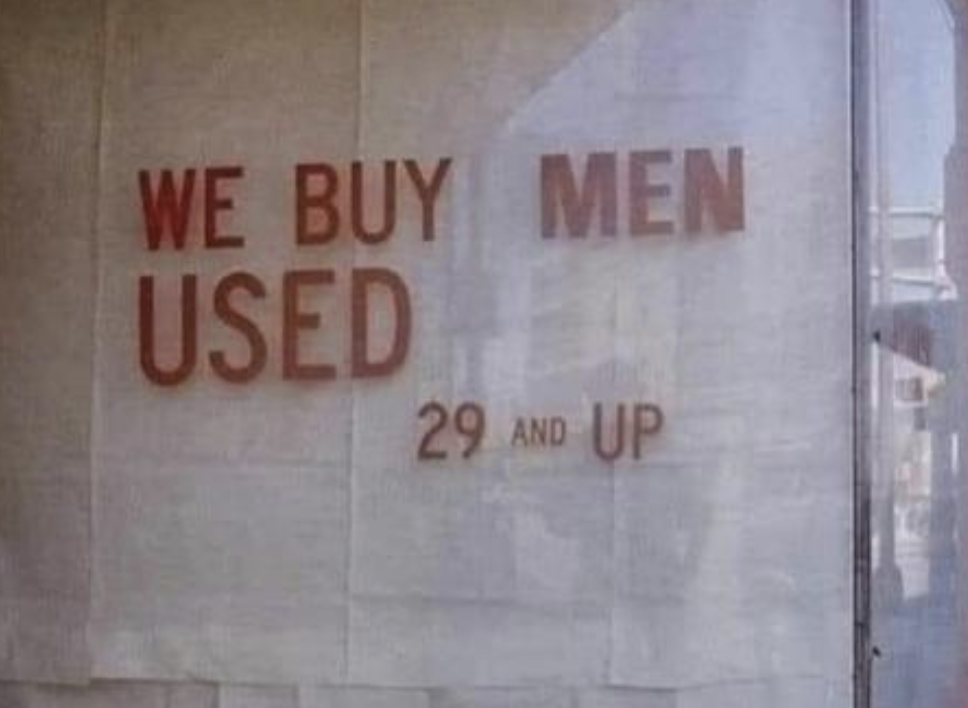 WE BUY MEN
USED
29 AND UP